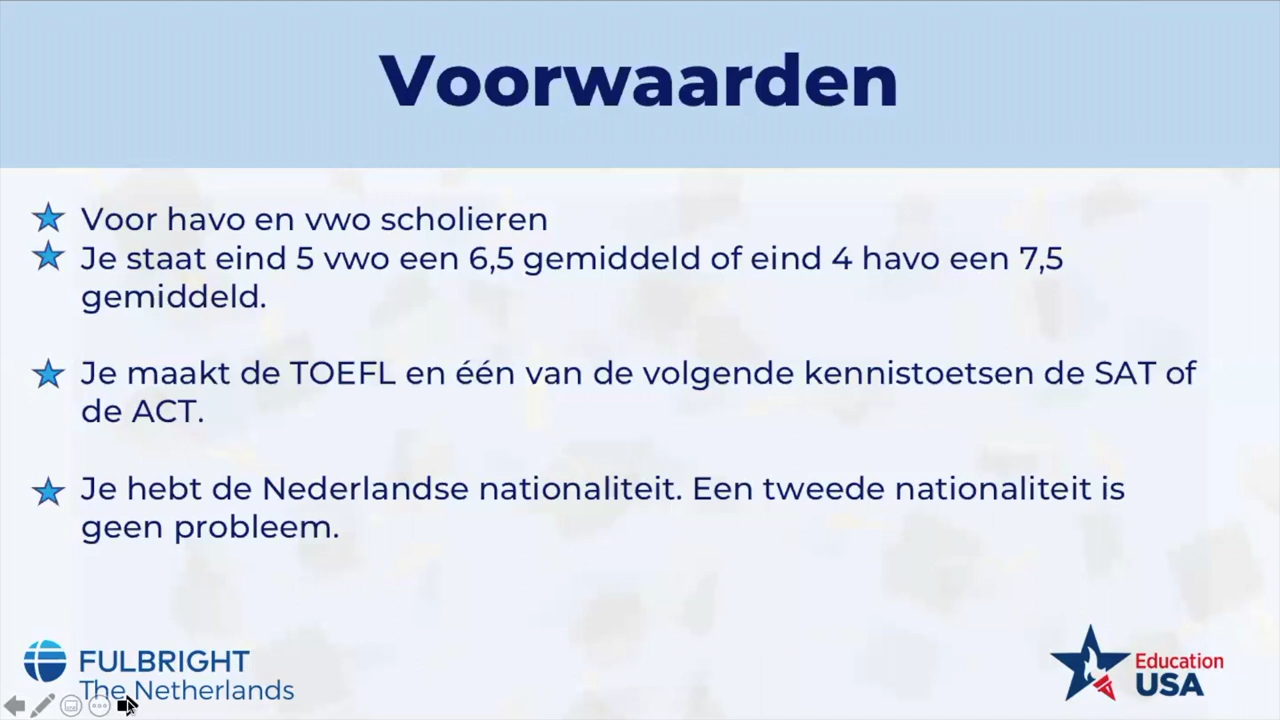 Voorwaarden
Voor havo en vwo scholieren
Je staat eind 5 vwo een 6,5 gemiddeld of eind 4 havo een 7,5
gemiddeld.
Je maakt de TOEFL en één van de volgende kennistoetsen de SAT of
de ACT.
Je hebt de Nederlandse nationaliteit. Een tweede nationaliteit is
geen probleem.
FULBRIGHT
The Netherlands
Education
USA